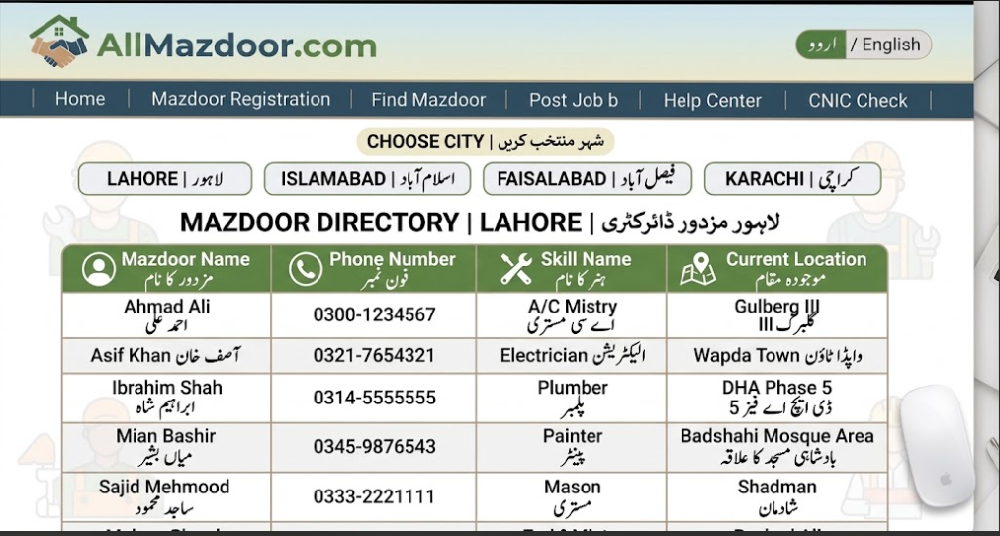 AllMazdoor.com
اردو / English
Home | Mazdoor Registration | Find Mazdoor | Post Job b | Help Center | CNIC Check
CHOOSE CITY | شہر منتخب کریں
LAHORE | لاہور
ISLAMABAD | اسلام آباد
FAISALABAD | فیصل آباد
KARACHI | کراچی
MAZDOOR DIRECTORY | LAHORE | لاہور مزدور ڈائرکٹری
Mazdoor Name Phone Number Skill Name Current Location
مزدور کا نام فون نمبر ہنر کا نام موجودہ مقام
Ahmad Ali 0300-1234567 A/C Mistry Gulberg III
احمد علی اے سی مستری گلبرگ III
Asif Khan آصف خان 0321-7654321 Electrician الیکٹریشن Wapda Town واپڈا ٹاؤن
Ibrahim Shah 0314-5555555 Plumber DHA Phase 5
ابراہیم شاہ پلمبر ڈی ایچ اے فیز 5
Mian Bashir 0345-9876543 Painter Badshahi Mosque Area
میاں بشیر پینٹر بادشاہی مسجد کا علاقہ
Sajid Mehmood 0333-2221111 Mason Shadman
ساجد محمود مستری شادمان